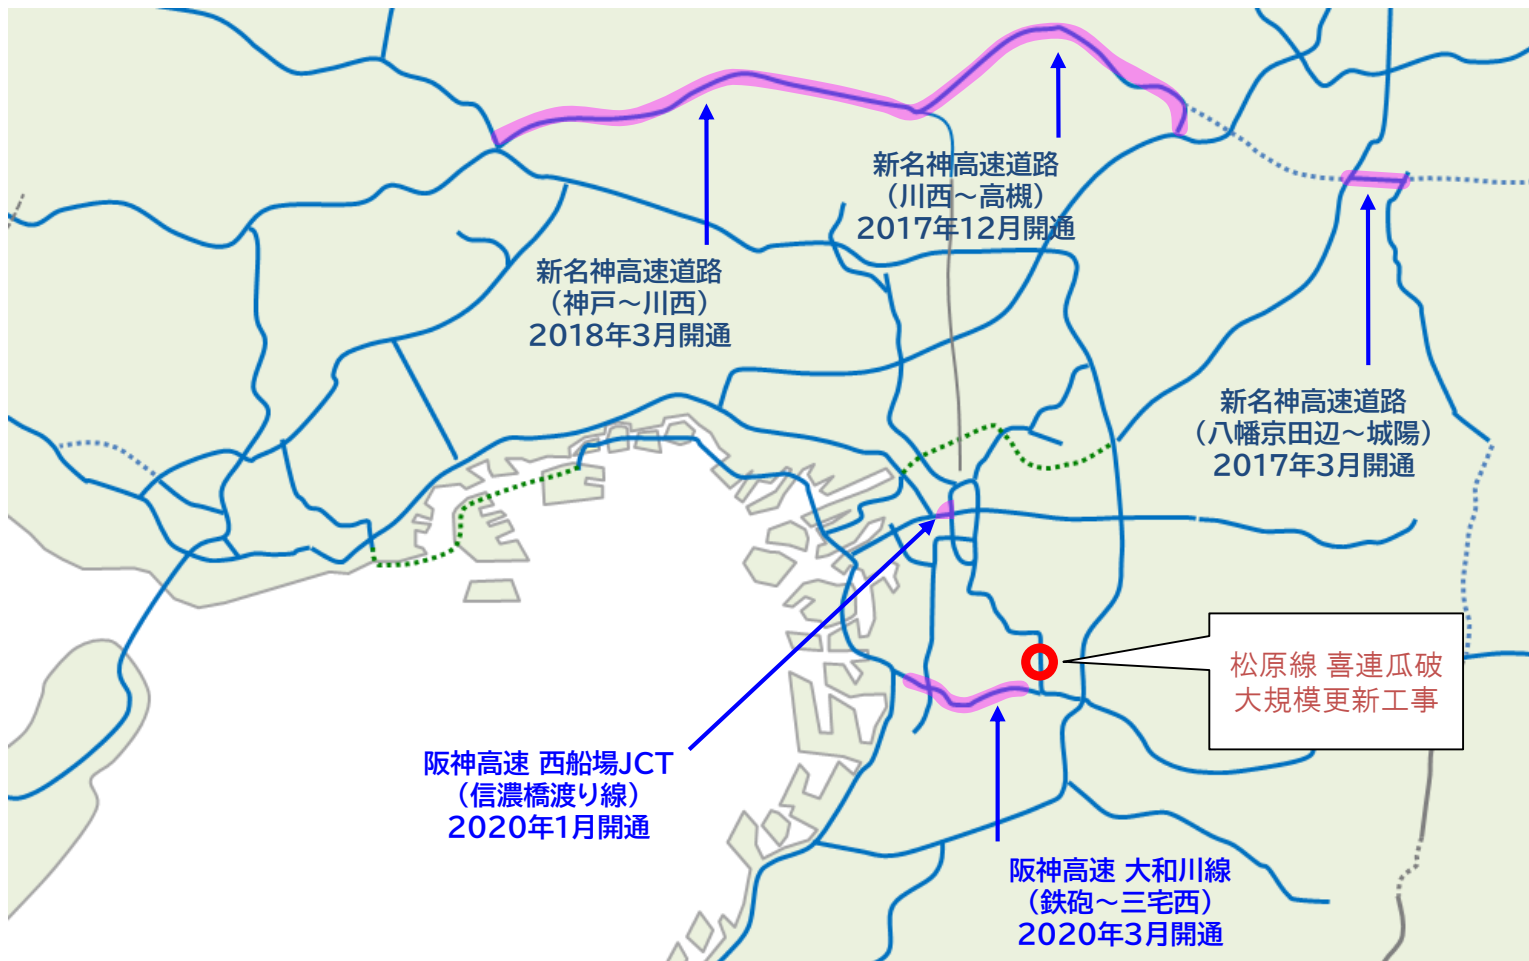 新名神高速道路
（川西～高槻）
2017年12月開通
新名神高速道路
（神戸～川西）
2018年3月開通
新名神高速道路
（八幡京田辺～城陽）
2017年3月開通
松原線 喜連瓜破
大規模更新工事
阪神高速 西船場JCT
（信濃橋渡り線）
2020年1月開通
阪神高速 大和川線
（鉄砲～三宅西）
2020年3月開通